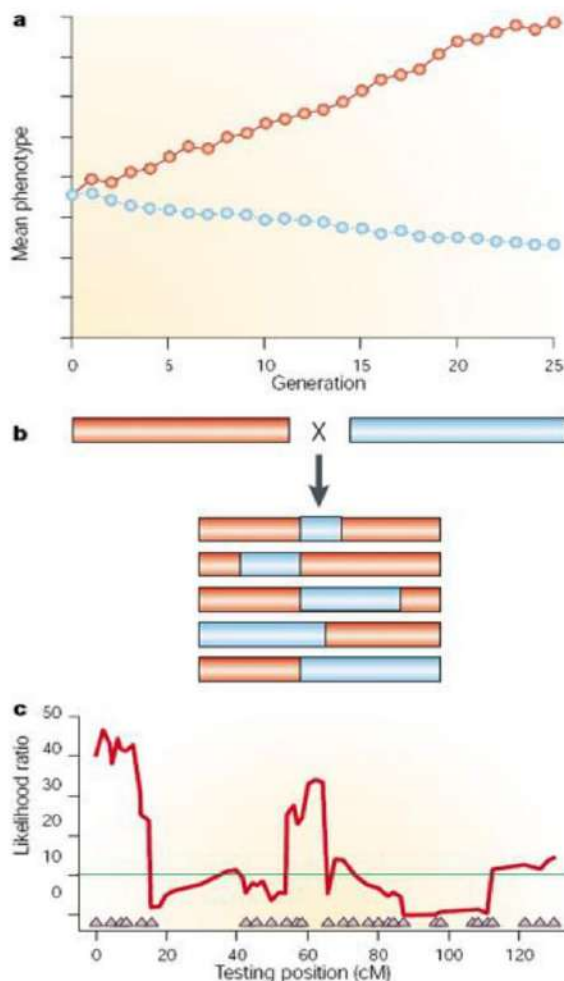 a
Mean phenotype
0 5 10 15 20 25
Generation
b
X
c
50
40
30
20
10
0
Likelihood ratio
0 20 40 60 80 100 120
Testing position (cM)